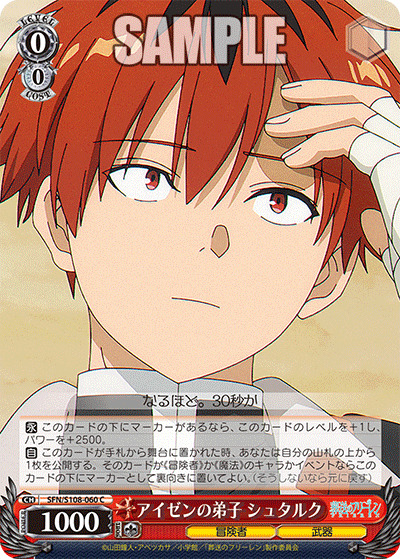 LEVEL
0
0
COST
SAMPLE
なるほど。30秒か
永 このカードの下にマーカーがあるなら、このカードのレベルを+1し、
パワーを+2500。
自 このカードが手札から舞台に置かれた時、あなたは自分の山札の上から
1枚を公開する。そのカードが《冒険者》か《魔法》のキャラかイベントならこ
のカードの下にマーカーとして裏向きに置いてよい。(そうしないなら元に戻す)
CH SFN/S108-060 C
1000
アイゼンの弟子 シュタルク
葬送のフリーレン
冒険者
武器
©山田鐘人・アベツカサ/小学館/「葬送のフリーレン」製作委員会